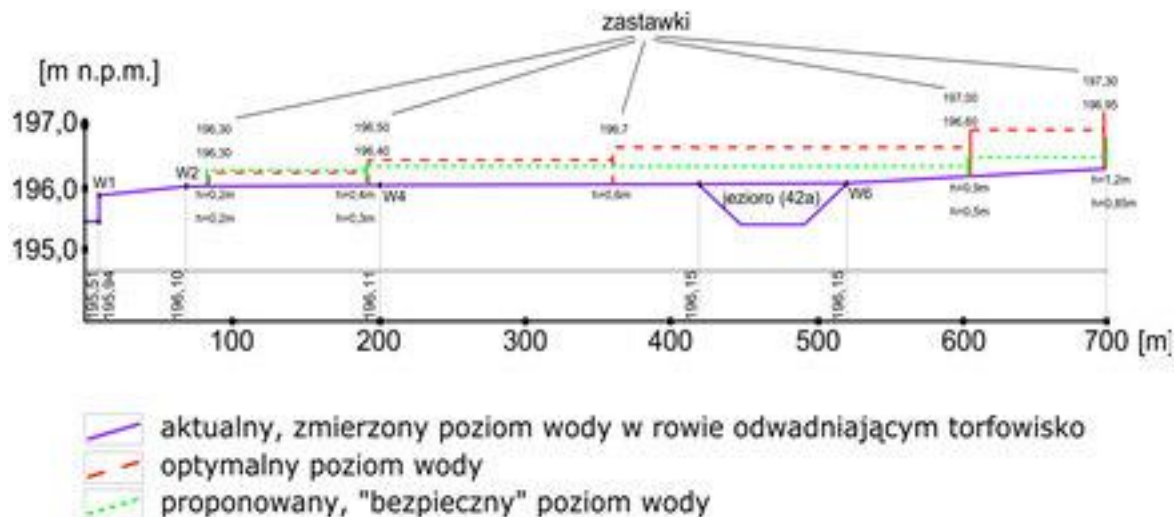 zastawki
[m n.p.m.]
197,30
196,95
197,00
196,60
196,30
196,50
196,7
196,30
196,40
197,0
196,0
195,0
W1
W2
W4
W6
jezioro (42a)
h=0,2m
h=0,4m
h=0,6m
h=0,9m
h=1,2m
h=0,2m
h=0,3m
h=0,5m
h=0,85m
195,51
195,94
196,10
196,11
196,15
196,15
100
200
300
400
500
600
700
[m]
aktualny, zmierzony poziom wody w rowie odwadniającym torfowisko
optymalny poziom wody
proponowany, "bezpieczny" poziom wody